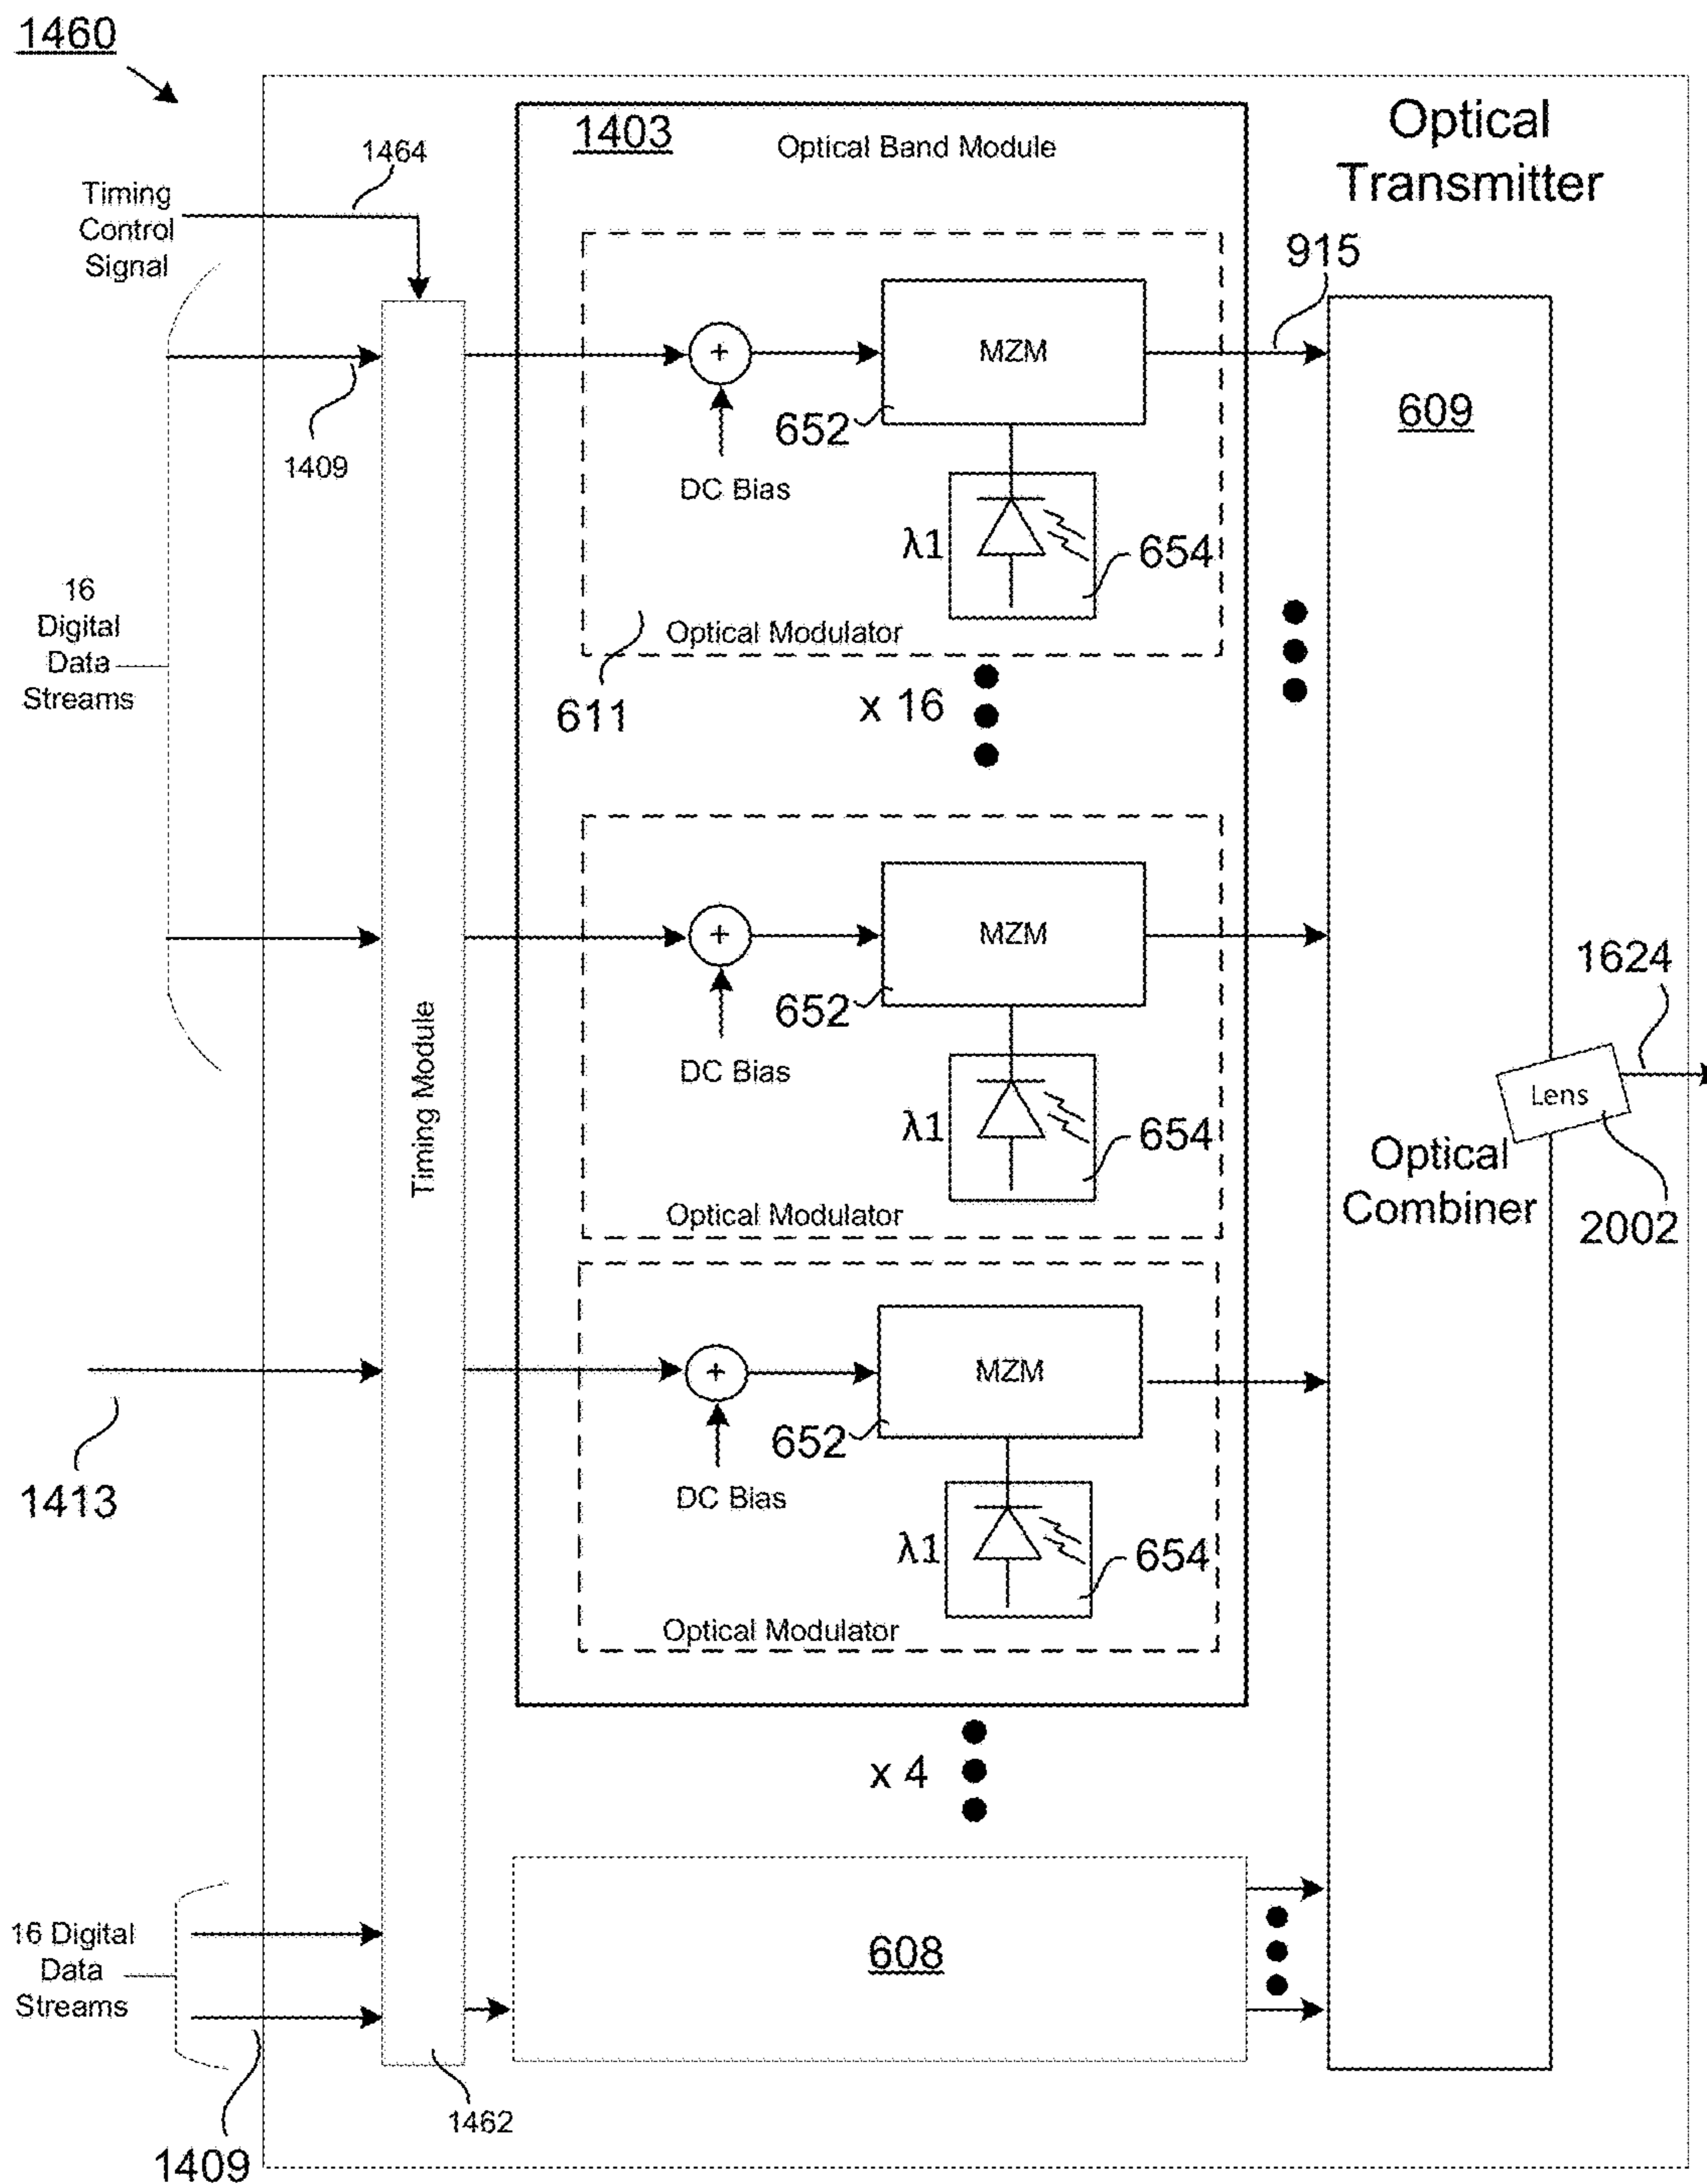 1460
Optical
Transmitter
1403
Optical Band Module
1464
Timing
Control
Signal
915
+
MZM
652
DC Bias
609
1409
λ1
654
16
Digital
Data
Streams
Optical Modulator
611
x 16
+
MZM
652
DC Bias
1624
Lens
Timing Module
λ1
654
Optical
Combiner
2002
Optical Modulator
+
MZM
652
DC Bias
1413
λ1
654
Optical Modulator
x 4
16 Digital
Data
Streams
608
1462
1409